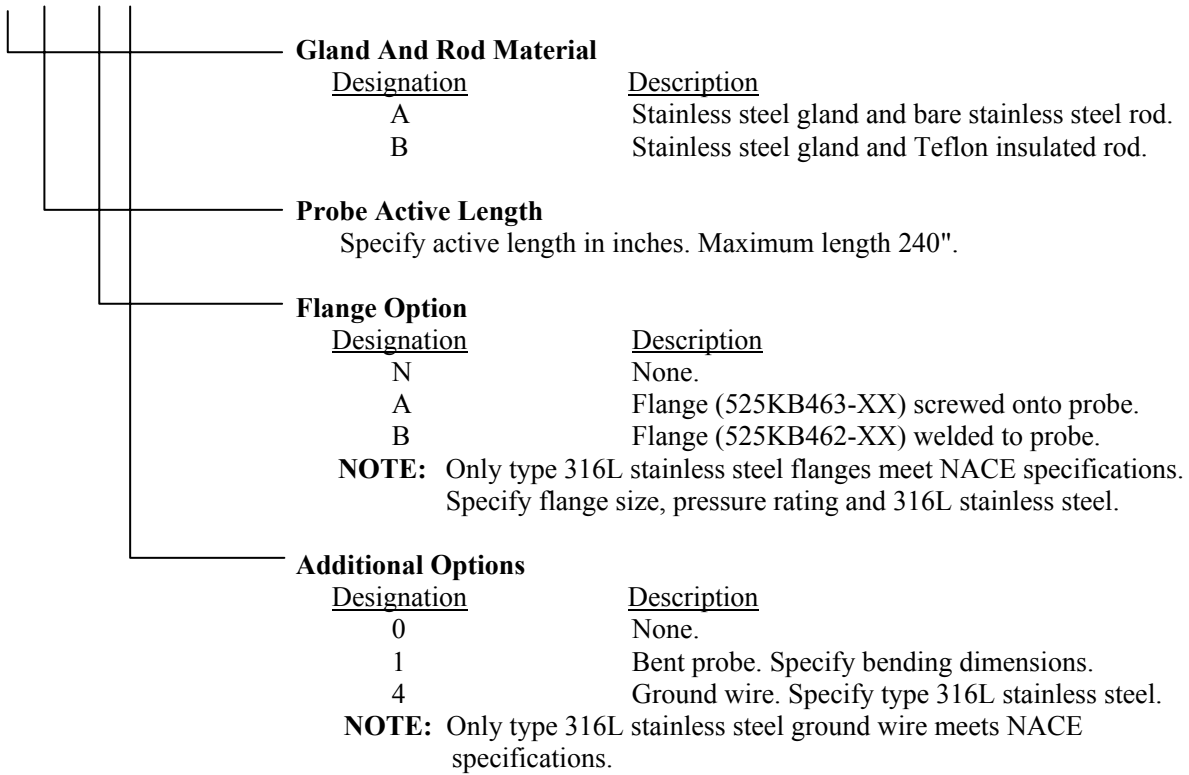 Gland And Rod Material
Designation Description
A Stainless steel gland and bare stainless steel rod.
B Stainless steel gland and Teflon insulated rod.
Probe Active Length
Specify active length in inches. Maximum length 240".
Flange Option
Designation Description
N None.
A Flange (525KB463-XX) screwed onto probe.
B Flange (525KB462-XX) welded to probe.
NOTE: Only type 316L stainless steel flanges meet NACE specifications.
Specify flange size, pressure rating and 316L stainless steel.
Additional Options
Designation Description
0 None.
1 Bent probe. Specify bending dimensions.
4 Ground wire. Specify type 316L stainless steel.
NOTE: Only type 316L stainless steel ground wire meets NACE
specifications.